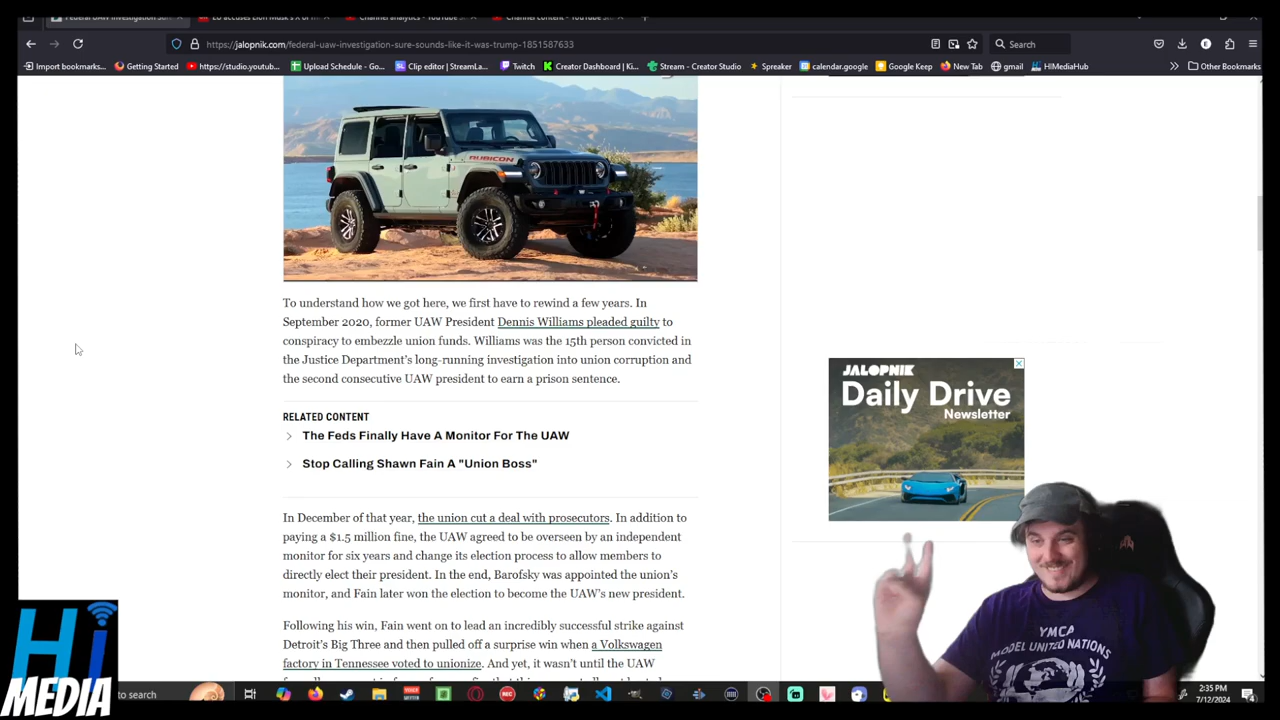 https://jalopnik.com/federal-uaw-investigation-sure-sounds-like-it-was-trump-1851587633
Search
Import bookmarks...
Getting Started
https://studio.youtub...
Upload Schedule - Go...
Clip editor | StreamLa...
Twitch
Creator Dashboard | Ki...
Stream - Creator Studio
Spreaker
calendar.google
Google Keep
New Tab
gmail
HIMediaHub
Other Bookmarks
RUBICON
To understand how we got here, we first have to rewind a few years. In
September 2020, former UAW President Dennis Williams pleaded guilty to
conspiracy to embezzle union funds. Williams was the 15th person convicted in
the Justice Department's long-running investigation into union corruption and
the second consecutive UAW president to earn a prison sentence.
RELATED CONTENT
The Feds Finally Have A Monitor For The UAW
Stop Calling Shawn Fain A "Union Boss"
In December of that year, the union cut a deal with prosecutors. In addition to
paying a $1.5 million fine, the UAW agreed to be overseen by an independent
monitor for six years and change its election process to allow members to
directly elect their president. In the end, Barofsky was appointed the union's
monitor, and Fain later won the election to become the UAW's new president.
Following his win, Fain went on to lead an incredibly successful strike against
Detroit's Big Three and then pulled off a surprise win when a Volkswagen
factory in Tennessee voted to unionize. And yet, it wasn't until the UAW
JALOPNIK
Daily Drive
Newsletter
YMCA
MODEL UNITED NATIONS
Hi
MEDIA
to search
2:35 PM
7/12/2024